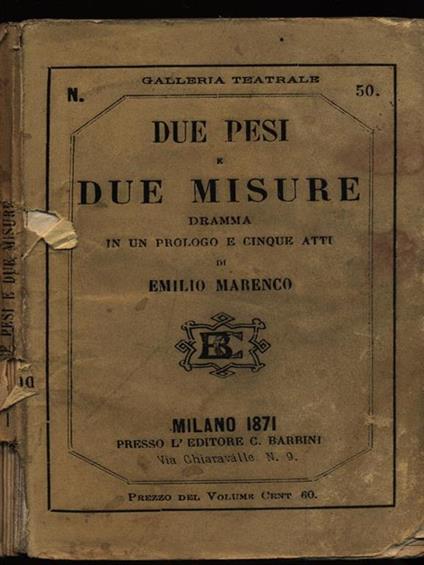 GALLERIA TEATRALE
N. 50.
DUE PESI
E
DUE MISURE
DRAMMA
IN UN PROLOGO E CINQUE ATTI
DI
EMILIO MARENCO
MILANO 1871
PRESSO L' EDITORE C. BARBINI
Via Chiaravalle N. 9.
PREZZO DEL VOLUME CENT 60.
PESI E DUE MISURE